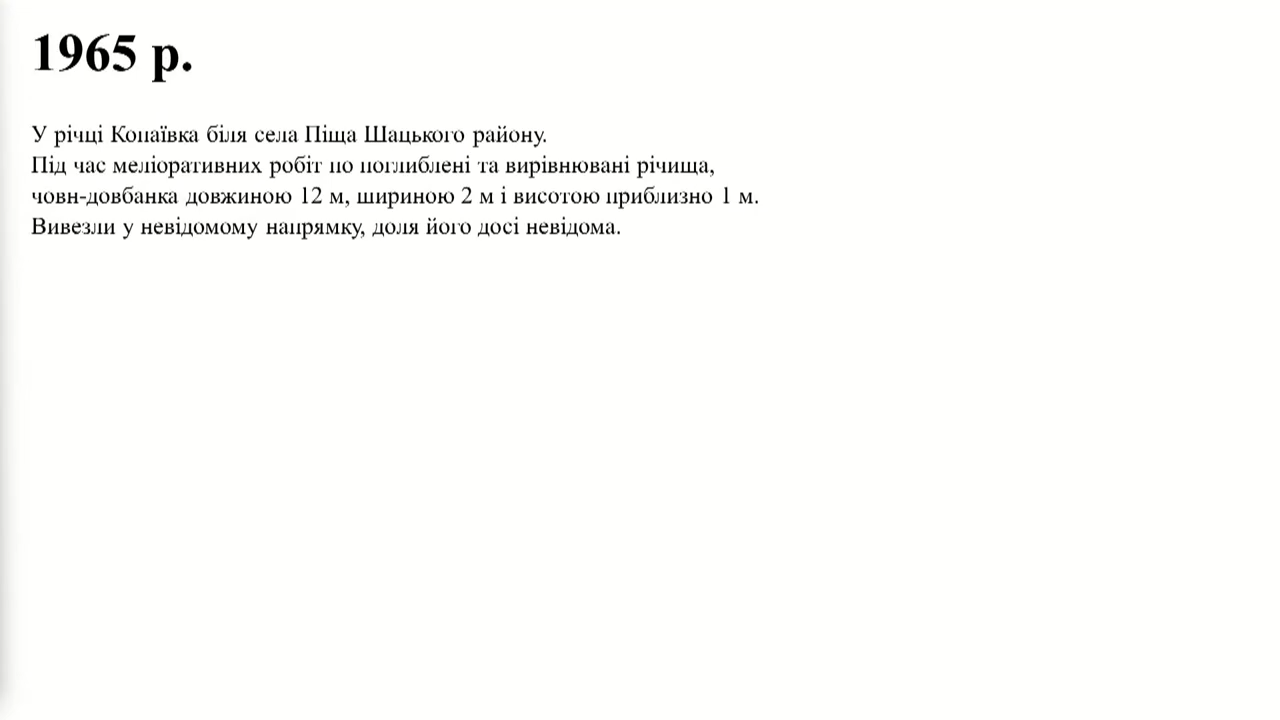 1965 р.
У річці Копаївка біля села Піща Шацького району.
Під час меліоративних робіт по поглиблені та вирівнювані річища,
човн-довбанка довжиною 12 м, шириною 2 м і висотою приблизно 1 м.
Вивезли у невідомому напрямку, доля його досі невідома.